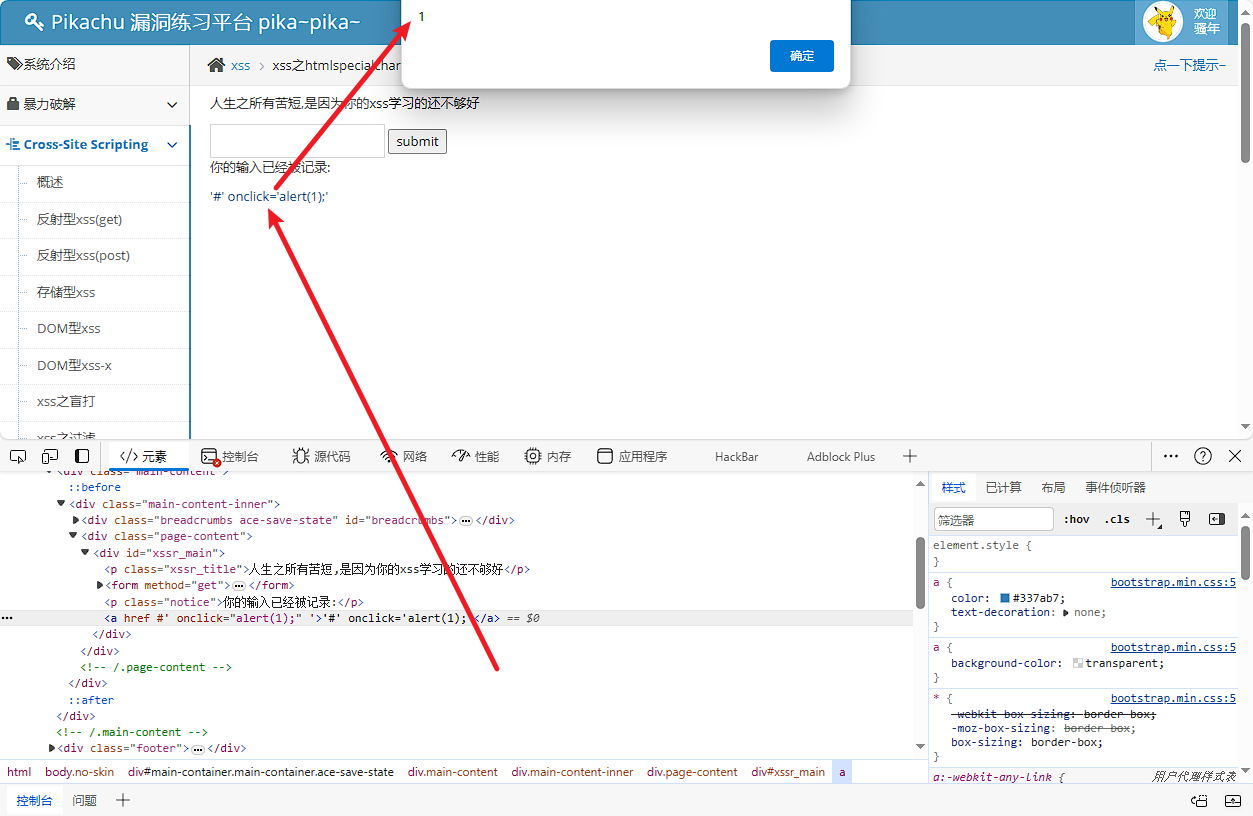 Pikachu 漏洞练习平台 pika~pika~
1
确定
欢迎
骚年
系统介绍
xss
xss之htmlspecialchar
点一下提示~
暴力破解
Cross-Site Scripting
概述
反射型xss(get)
反射型xss(post)
存储型xss
DOM型xss
DOM型xss-x
xss之盲打
xss之过滤
人生之所有苦短,是因为你的xss学习的还不够好
submit
你的输入已经被记录:
'#' onclick='alert(1);'
元素
控制台
源代码
网络
性能
内存
应用程序
HackBar
Adblock Plus
<div class="main-content">
::before
<div class="main-content-inner">
<div class="breadcrumbs ace-save-state" id="breadcrumbs">…</div>
<div class="page-content">
<div id="xssr_main">
<p class="xssr_title">人生之所有苦短,是因为你的xss学习的还不够好</p>
<form method="get">…</form>
<p class="notice">你的输入已经被记录:</p>
<a href #' onclick="alert(1);" '>'#' onclick='alert(1);'</a> == $0
</div>
</div>
<!-- /.page-content -->
</div>
::after
</div>
<!-- /.main-content -->
<div class="footer">…</div>
html body.no-skin div#main-container.main-container.ace-save-state div.main-content div.main-content-inner div.page-content div#xssr_main a
样式
已计算
布局
事件侦听器
筛选器
:hov
.cls
element.style {
}
a {
bootstrap.min.css:5
color: #337ab7;
text-decoration: none;
}
a {
bootstrap.min.css:5
background-color: transparent;
}
* {
bootstrap.min.css:5
-webkit-box-sizing: border-box;
-moz-box-sizing: border-box;
box-sizing: border-box;
}
a:-webkit-any-link {
用户代理样式表
控制台
问题